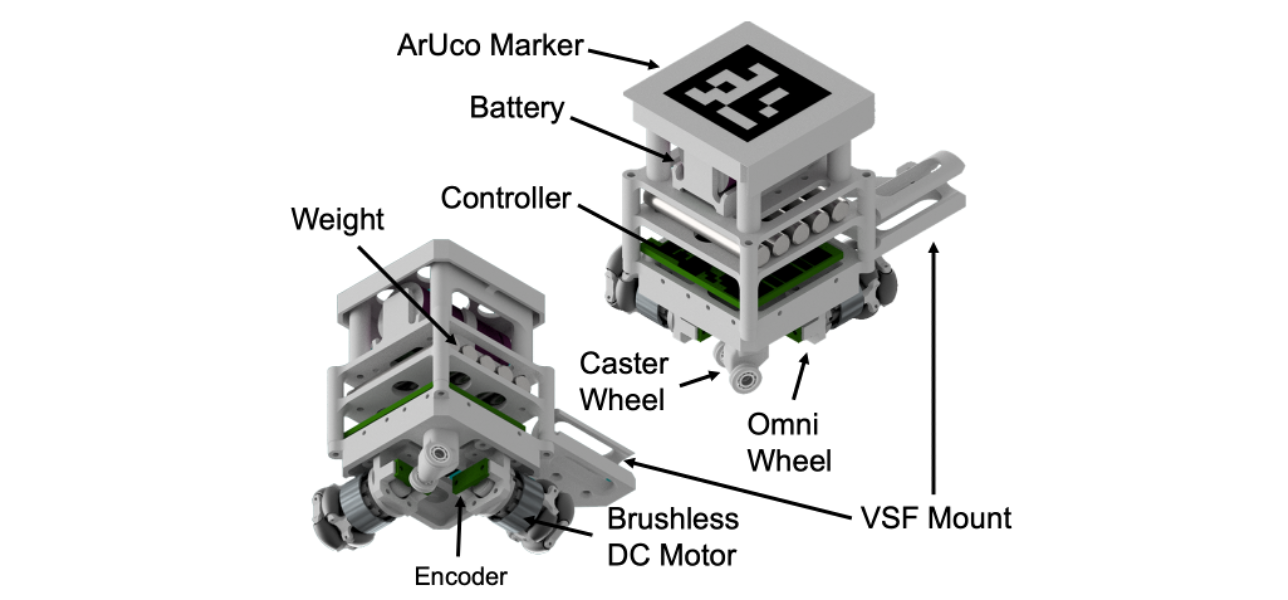 ArUco Marker
Battery
Controller
Weight
Caster
Wheel
Omni
Wheel
VSF Mount
Brushless
DC Motor
Encoder